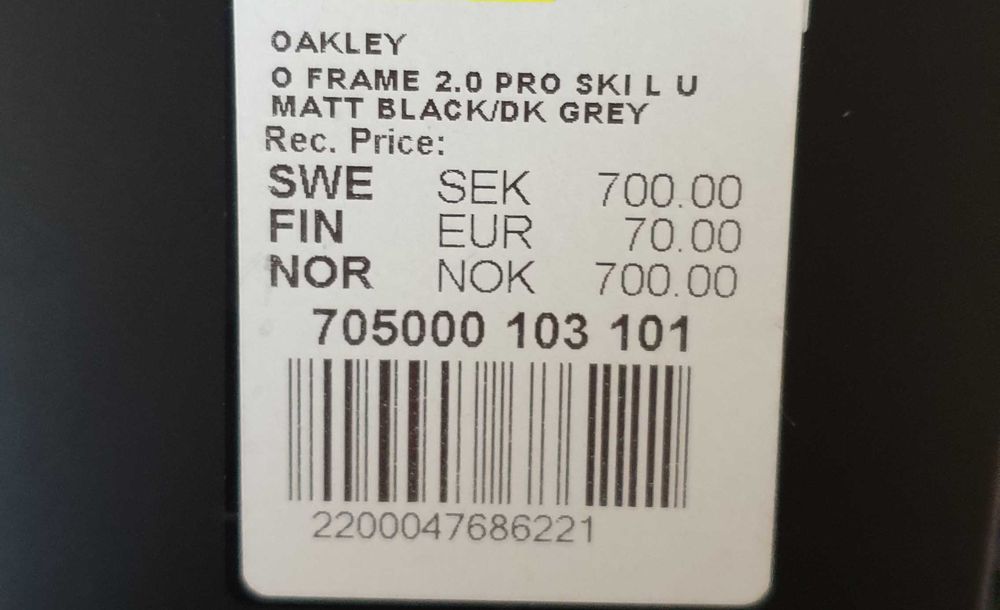 OAKLEY
O FRAME 2.0 PRO SKI L U
MATT BLACK/DK GREY
Rec. Price:
SWE SEK 700.00
FIN EUR 70.00
NOR NOK 700.00
705000 103 101
2200047686221